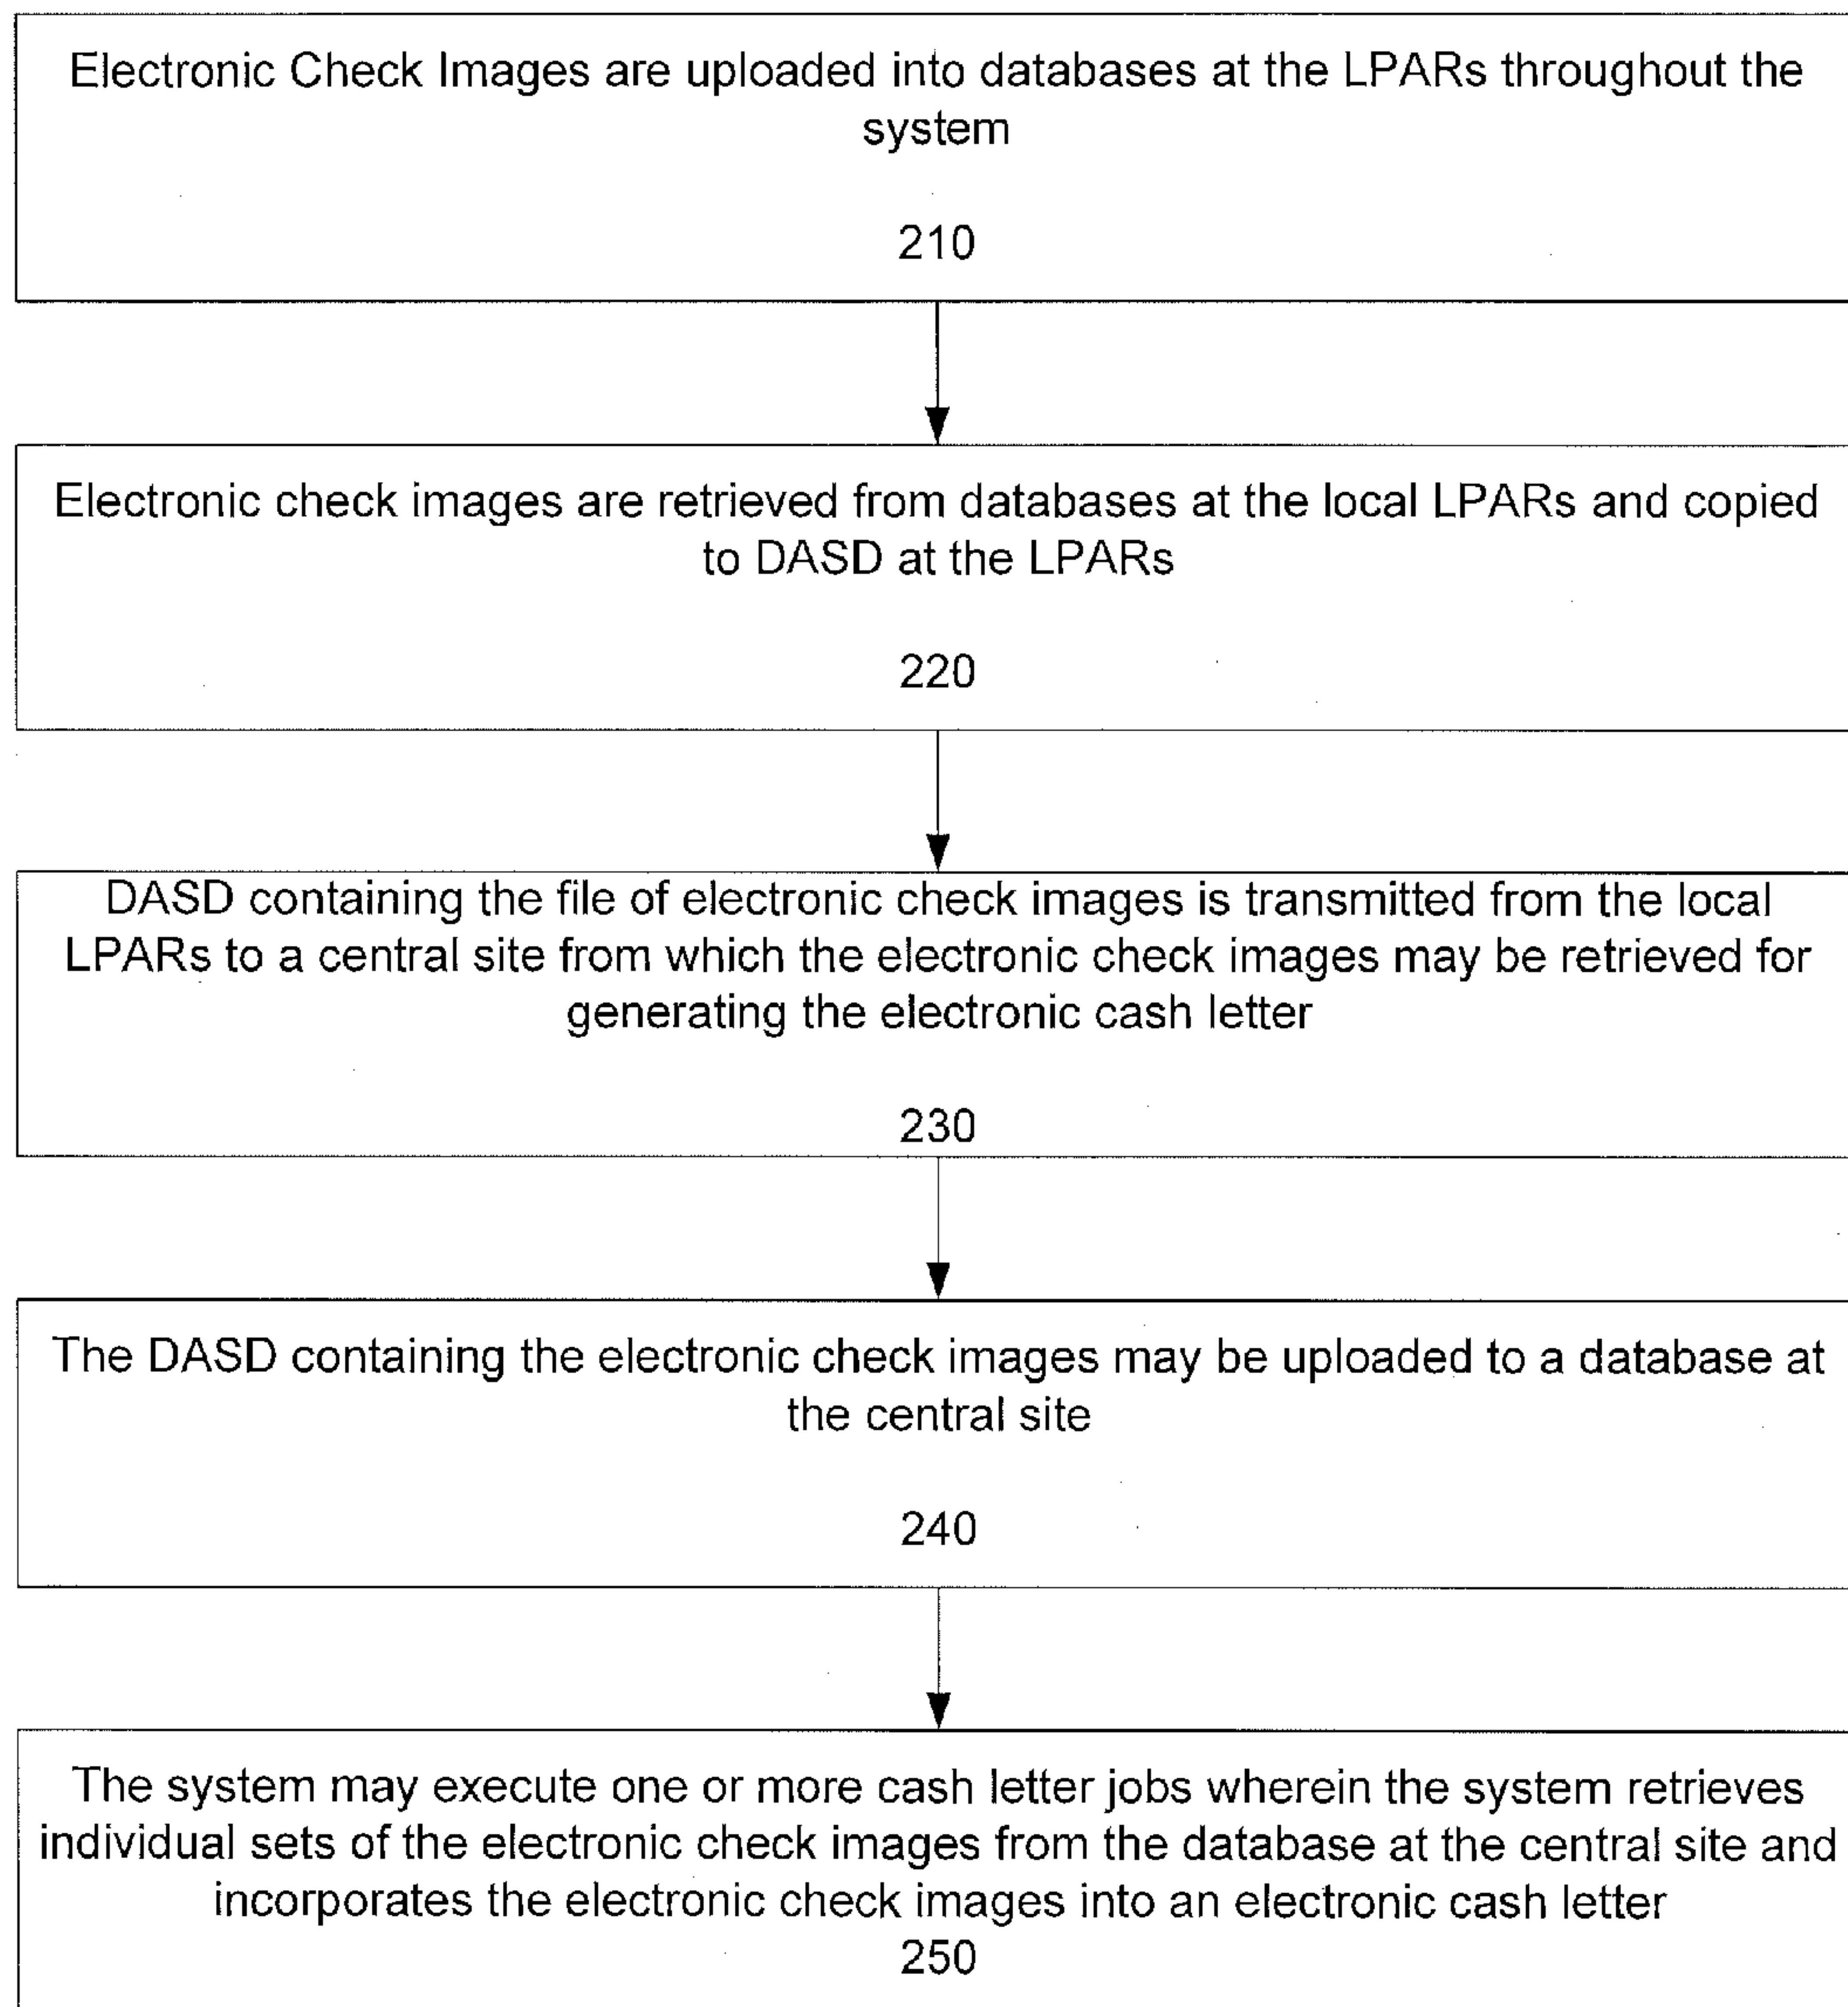 Electronic Check Images are uploaded into databases at the LPARs throughout the
system
210
Electronic check images are retrieved from databases at the local LPARs and copied
to DASD at the LPARs
220
DASD containing the file of electronic check images is transmitted from the local
LPARs to a central site from which the electronic check images may be retrieved for
generating the electronic cash letter
230
The DASD containing the electronic check images may be uploaded to a database at
the central site
240
The system may execute one or more cash letter jobs wherein the system retrieves
individual sets of the electronic check images from the database at the central site and
incorporates the electronic check images into an electronic cash letter
250